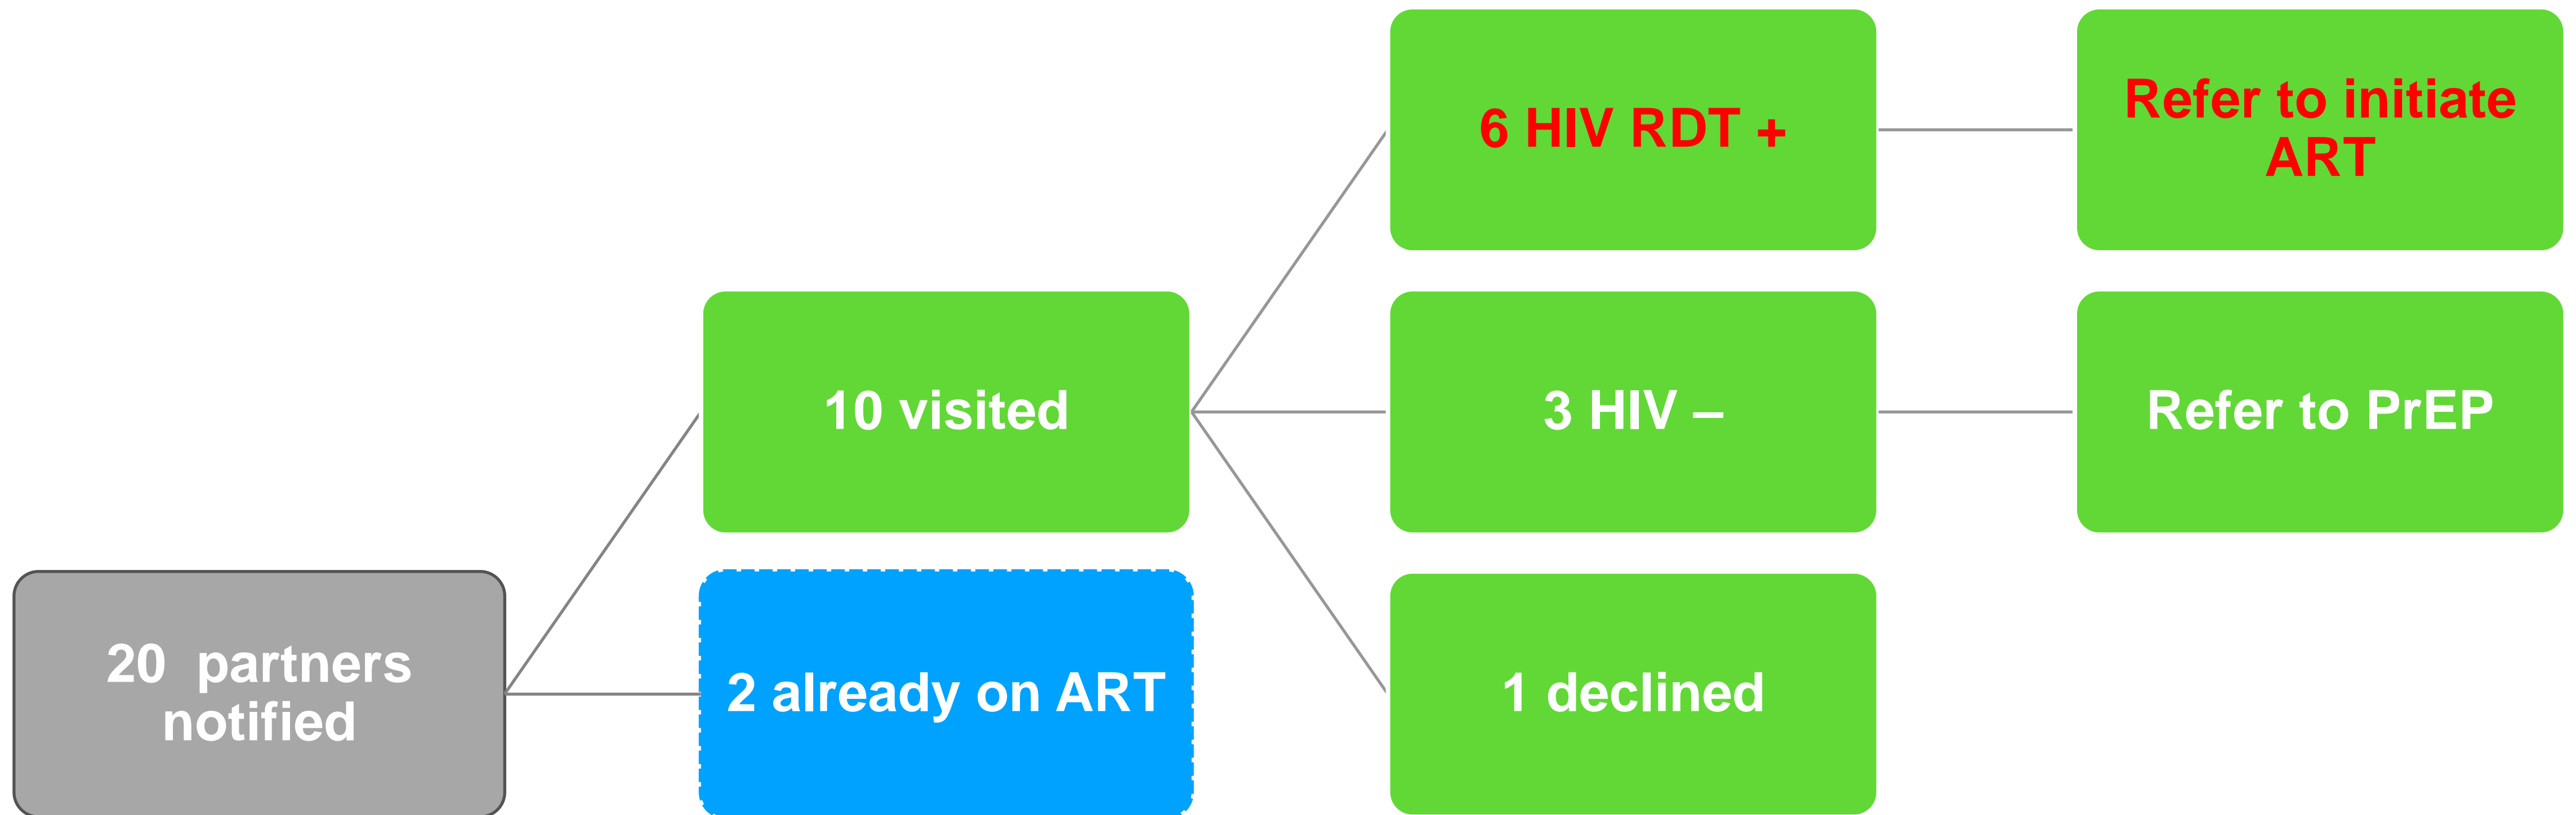 6 HIV RDT +
Refer to initiate
ART
10 visited
3 HIV –
Refer to PrEP
20  partners
notified
2 already on ART
1 declined